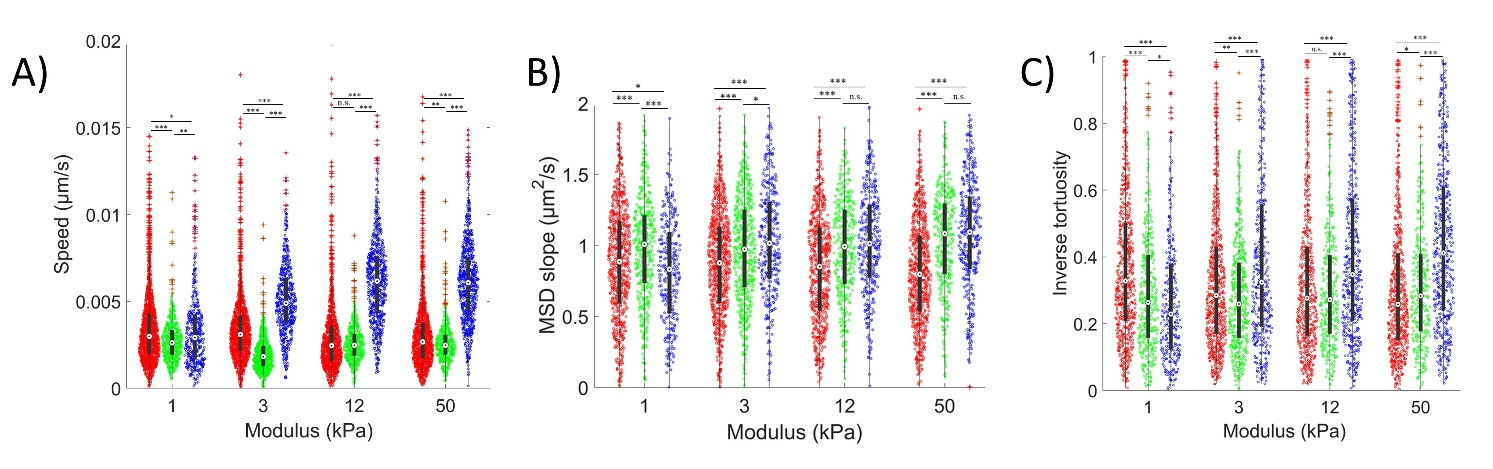 A)
0.02
0.015
0.01
0.005
0
Speed (µm/s)
*
*** **
***
*** ***
***
n.s. ***
***
** ***
1 3 12 50
Modulus (kPa)
B)
2
1.5
1
0.5
0
MSD slope (µm²/s)
*
*** ***
***
*** *
***
*** n.s.
***
*** n.s.
1 3 12 50
Modulus (kPa)
C)
1
0.8
0.6
0.4
0.2
0
Inverse tortuosity
***
*** *
***
** ***
***
n.s. ***
***
* ***
1 3 12 50
Modulus (kPa)